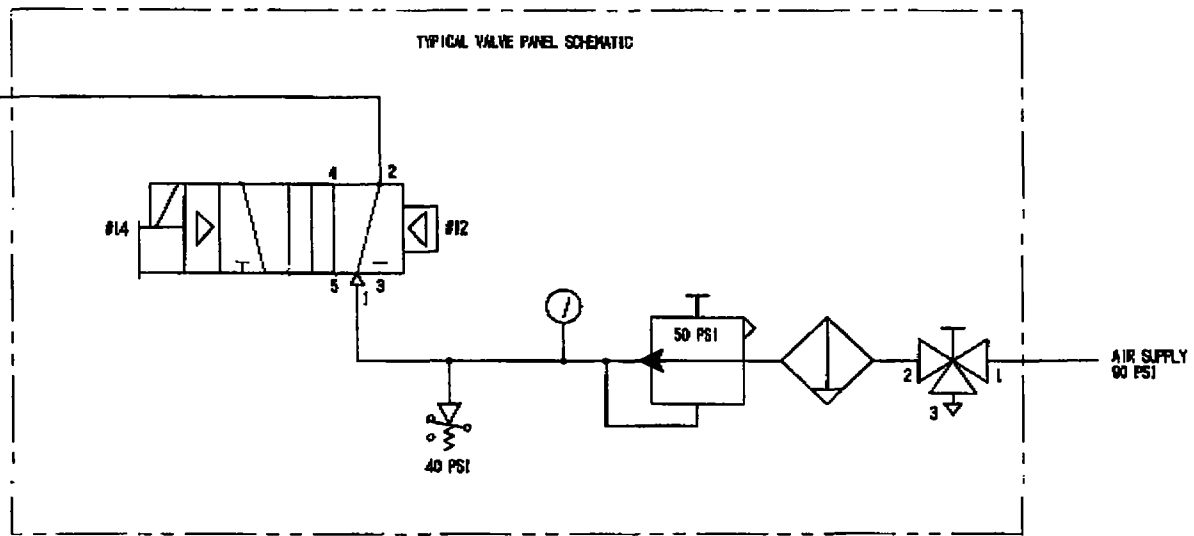 TYPICAL VALVE PANEL SCHEMATIC
4 2
#14
#12
5 1 3
50 PSI
AIR SUPPLY
90 PSI
2 1
3
40 PSI